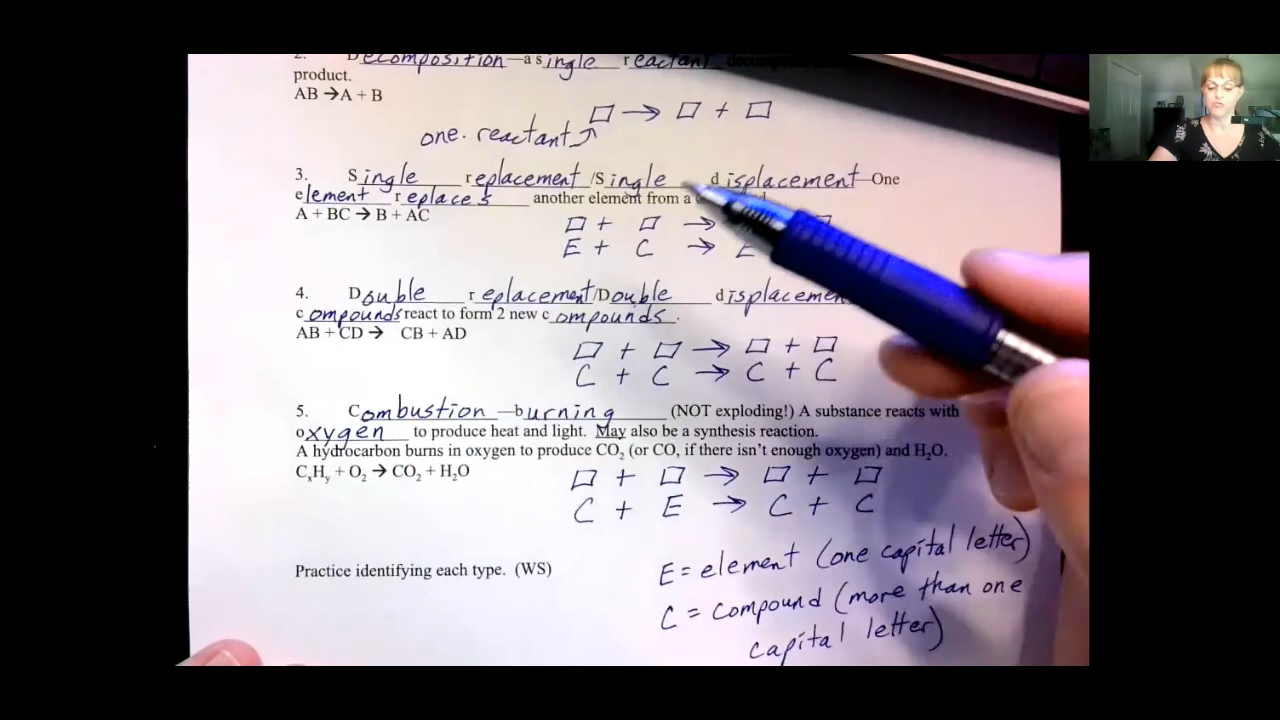 2. Decomposition—a single reactant
product.
AB →A + B
□ → □ + □
one. reactant
3. Single replacement/Single displacement—One
element replaces another element from a
A + BC → B + AC
□ + □ →
E + C → E
4. Double replacement/Double displacement
compounds react to form 2 new compounds.
AB + CD → CB + AD
□ + □ → □ + □
C + C → C + C
5. Combustion—burning (NOT exploding!) A substance reacts with
oxygen to produce heat and light. May also be a synthesis reaction.
A hydrocarbon burns in oxygen to produce CO₂ (or CO, if there isn't enough oxygen) and H₂O.
CₓHᵧ + O₂ → CO₂ + H₂O
□ + □ → □ + □
C + E → C + C
Practice identifying each type. (WS)
E = element (one capital letter)
C = compound (more than one
capital letter)